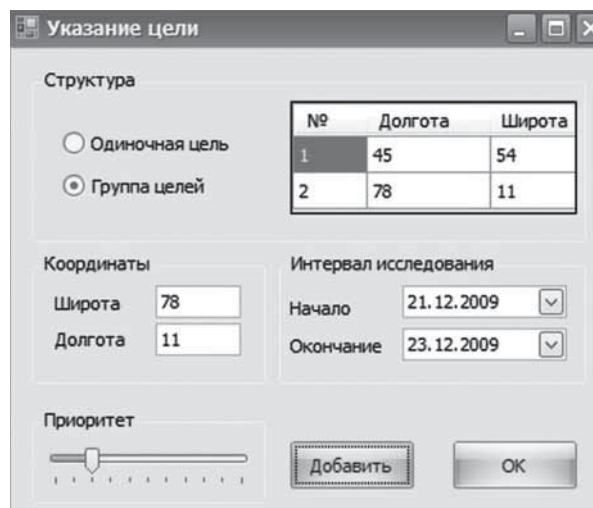 Указание цели
Структура
Одиночная цель
Группа целей
№ Долгота Широта
1 45 54
2 78 11
Координаты
Широта 78
Долгота 11
Интервал исследования
Начало 21.12.2009
Окончание 23.12.2009
Приоритет
Добавить
ОК